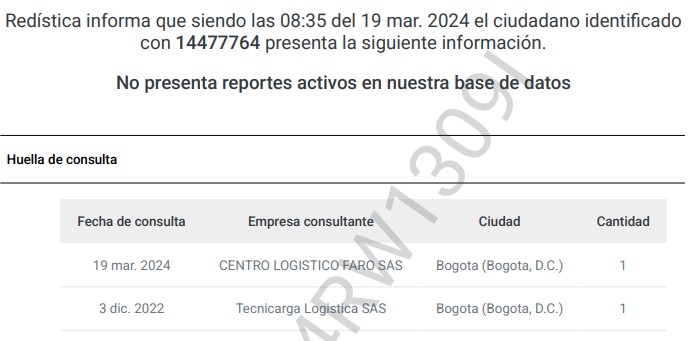 Redística informa que siendo las 08:35 del 19 mar. 2024 el ciudadano identificado
con 14477764 presenta la siguiente información.
No presenta reportes activos en nuestra base de datos
Huella de consulta
Fecha de consulta Empresa consultante Ciudad Cantidad
19 mar. 2024 CENTRO LOGISTICO FARO SAS Bogota (Bogota, D.C.) 1
3 dic. 2022 Tecnicarga Logistica SAS Bogota (Bogota, D.C.) 1